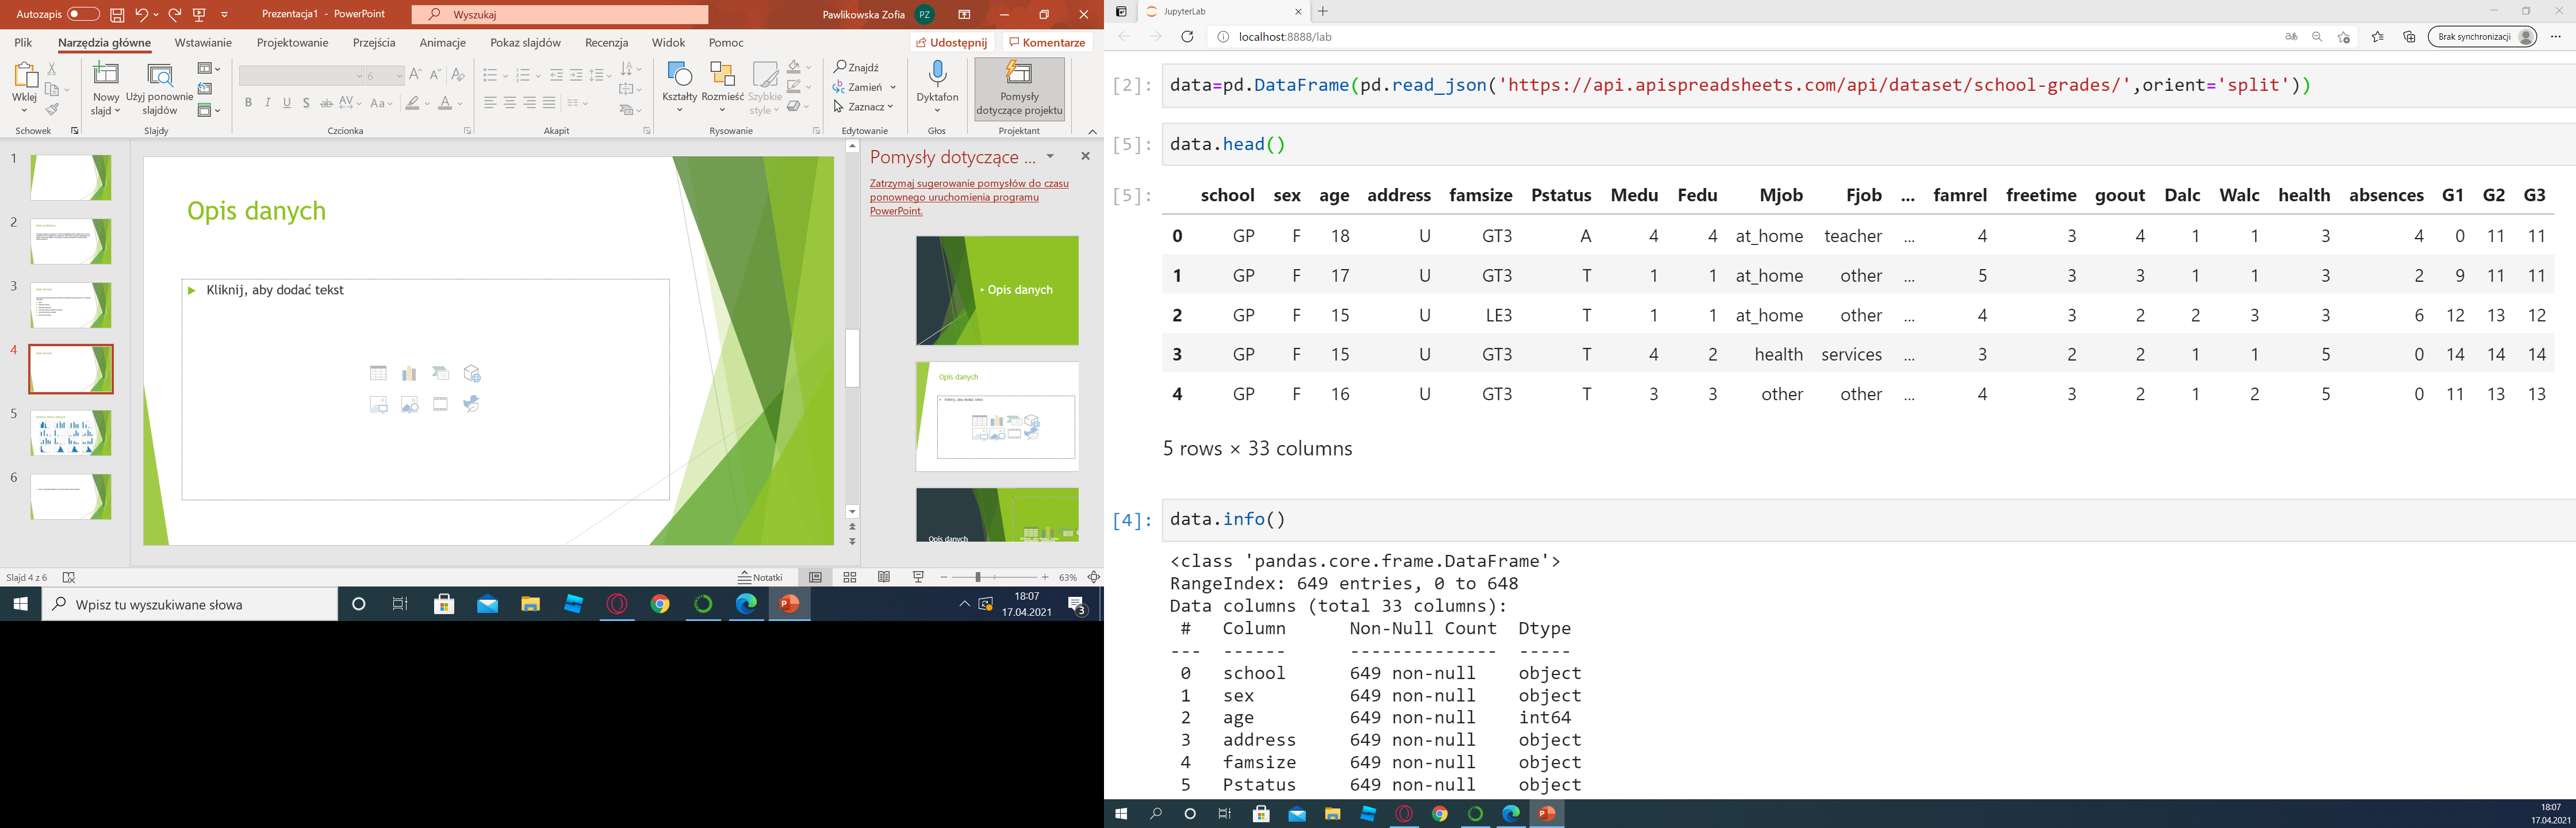 Autozapis
Prezentacja1 - PowerPoint
Wyszukaj
Pawlikowska Zofia
PZ
Plik
Narzędzia główne
Wstawianie
Projektowanie
Przejścia
Animacje
Pokaz slajdów
Recenzja
Widok
Pomoc
Udostępnij
Komentarze
Wklej
Nowy slajd
Użyj ponownie slajdów
6
B I U S ab AV Aa A
Kształty
Rozmieść
Szybkie style
Znajdź
Zamień
Zaznacz
Dyktafon
Pomysły dotyczące projektu
Schowek
Slajdy
Czcionka
Akapit
Rysowanie
Edytowanie
Głos
Projektant
1
2
3
4
5
6
Opis danych
Kliknij, aby dodać tekst
Pomysły dotyczące ...
Zatrzymaj sugerowanie pomysłów do czasu
ponownego uruchomienia programu
PowerPoint.
Opis danych
Opis danych
Kliknij, aby dodać tekst
Opis danych
Slajd 4 z 6
Notatki
63%
Wpisz tu wyszukiwane słowa
18:07
17.04.2021
3
JupyterLab
localhost:8888/lab
Brak synchronizacji
[2]: data=pd.DataFrame(pd.read_json('https://api.apispreadsheets.com/api/dataset/school-grades/',orient='split'))
[5]: data.head()
[5]: school sex age address famsize Pstatus Medu Fedu Mjob Fjob ... famrel freetime goout Dalc Walc health absences G1 G2 G3
0 GP F 18 U GT3 A 4 4 at_home teacher ... 4 3 4 1 1 3 4 0 11 11
1 GP F 17 U GT3 T 1 1 at_home other ... 5 3 3 1 1 3 2 9 11 11
2 GP F 15 U LE3 T 1 1 at_home other ... 4 3 2 2 3 3 6 12 13 12
3 GP F 15 U GT3 T 4 2 health services ... 3 2 2 1 1 5 0 14 14 14
4 GP F 16 U GT3 T 3 3 other other ... 4 3 2 1 2 5 0 11 13 13
5 rows × 33 columns
[4]: data.info()
<class 'pandas.core.frame.DataFrame'>
RangeIndex: 649 entries, 0 to 648
Data columns (total 33 columns):
# Column Non-Null Count Dtype
--- ------ -------------- -----
0 school 649 non-null object
1 sex 649 non-null object
2 age 649 non-null int64
3 address 649 non-null object
4 famsize 649 non-null object
5 Pstatus 649 non-null object
18:07
17.04.2021